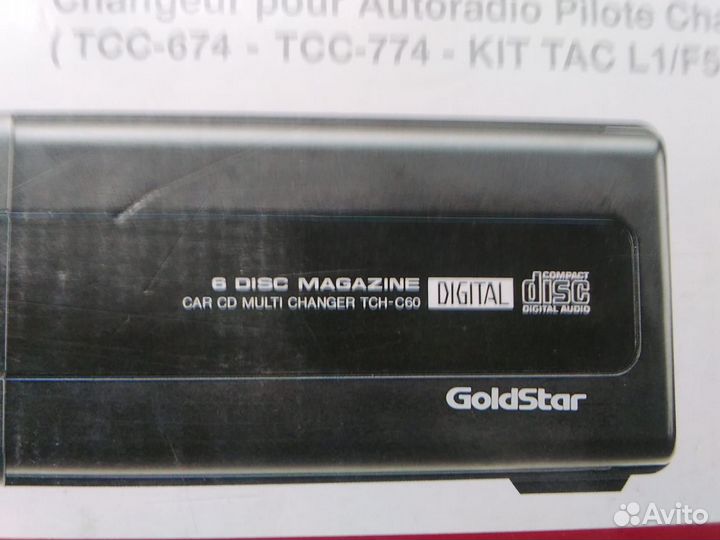 Changeur pour Autoradio Pilote
( TCC-674 - TCC-774 - KIT TAC L1/F5
6 DISC MAGAZINE
CAR CD MULTI CHANGER TCH-C60
DIGITAL
COMPACT
disc
DIGITAL AUDIO
GoldStar
Avito